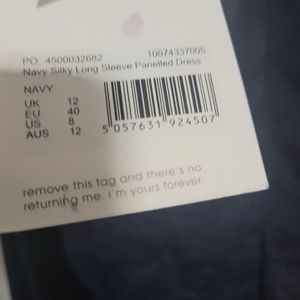 PO: 4500032682 10074337005
Navy Silky Long Sleeve Panelled Dress
NAVY
UK 12
EU 40
US 8
AUS 12
5 057631 924507
remove this tag and there's no
returning me. i'm yours forever.